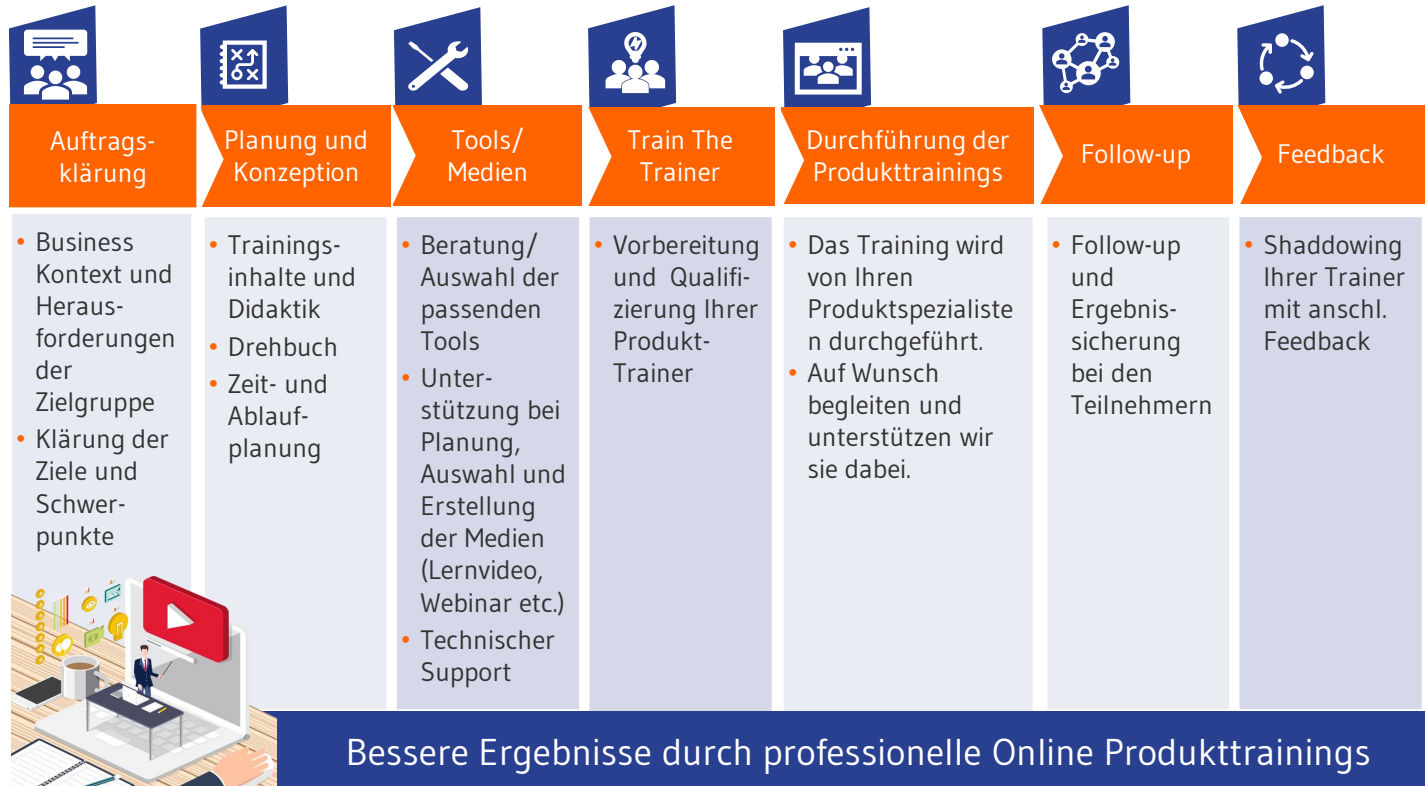 Auftrags-
klärung
Planung und
Konzeption
Tools/
Medien
Train The
Trainer
Durchführung der
Produkttrainings
Follow-up
Feedback
• Business
Kontext und
Heraus-
forderungen
der
Zielgruppe
• Klärung der
Ziele und
Schwer-
punkte
• Trainings-
inhalte und
Didaktik
• Drehbuch
• Zeit- und
Ablauf-
planung
• Beratung/
Auswahl der
passenden
Tools
• Unter-
stützung bei
Planung,
Auswahl und
Erstellung
der Medien
(Lernvideo,
Webinar etc.)
• Technischer
Support
• Vorbereitung
und Qualifi-
zierung Ihrer
Produkt-
Trainer
• Das Training wird
von Ihren
Produktspezialiste
n durchgeführt.
• Auf Wunsch
begleiten und
unterstützen wir
sie dabei.
• Follow-up
und
Ergebnis-
sicherung
bei den
Teilnehmern
• Shaddowing
Ihrer Trainer
mit anschl.
Feedback
Bessere Ergebnisse durch professionelle Online Produkttrainings